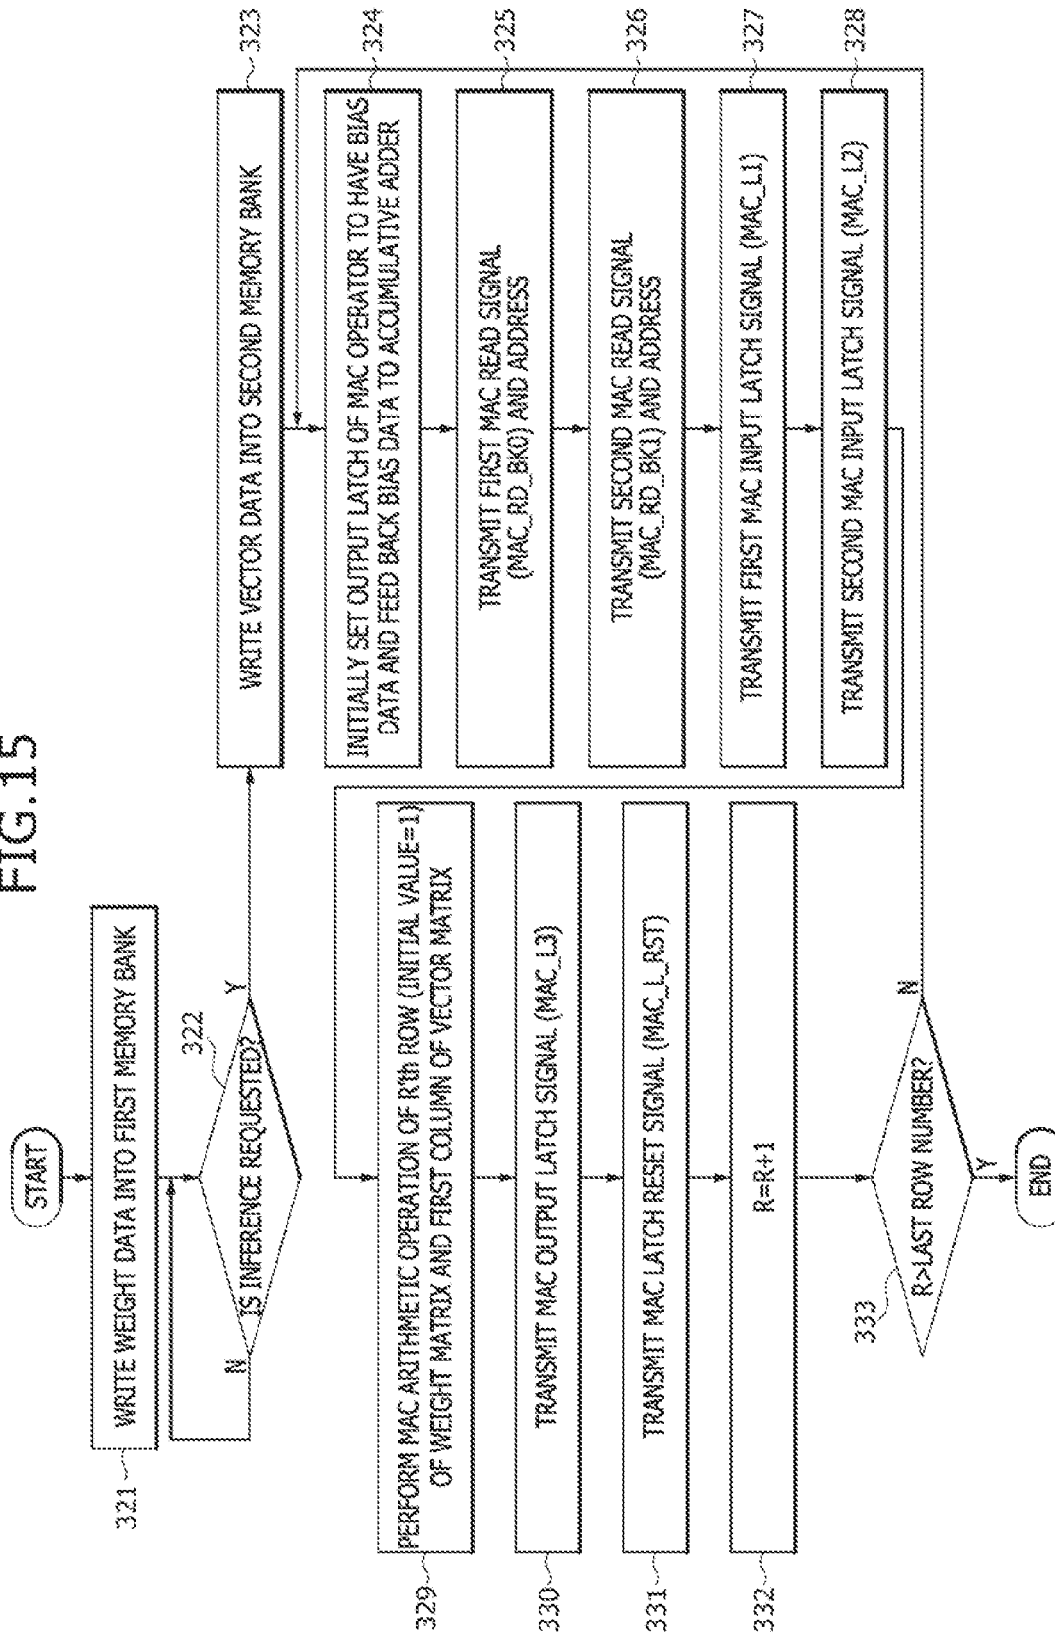 FIG.15
START
WRITE WEIGHT DATA INTO FIRST MEMORY BANK
321
IS INFERENCE REQUESTED?
322
N
Y
WRITE VECTOR DATA INTO SECOND MEMORY BANK
323
INITIALLY SET OUTPUT LATCH OF MAC OPERATOR TO HAVE BIAS
DATA AND FEED BACK BIAS DATA TO ACCUMULATIVE ADDER
324
TRANSMIT FIRST MAC READ SIGNAL
(MAC_RD_BK0) AND ADDRESS
325
TRANSMIT SECOND MAC READ SIGNAL
(MAC_RD_BK1) AND ADDRESS
326
TRANSMIT FIRST MAC INPUT LATCH SIGNAL (MAC_L1)
327
TRANSMIT SECOND MAC INPUT LATCH SIGNAL (MAC_L2)
328
PERFORM MAC ARITHMETIC OPERATION OF R'th ROW (INITIAL VALUE=1)
OF WEIGHT MATRIX AND FIRST COLUMN OF VECTOR MATRIX
329
TRANSMIT MAC OUTPUT LATCH SIGNAL (MAC_L3)
330
TRANSMIT MAC LATCH RESET SIGNAL (MAC_L_RST)
331
R=R+1
332
R>LAST ROW NUMBER?
333
N
Y
END